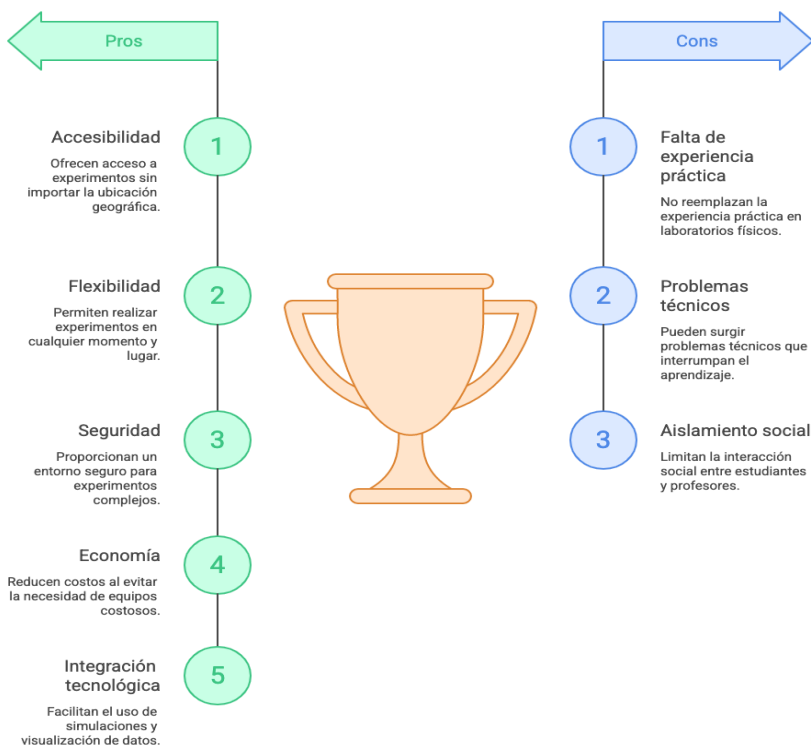 Pros
1
Accesibilidad
Ofrecen acceso a
experimentos sin
importar la ubicación
geográfica.
2
Flexibilidad
Permiten realizar
experimentos en
cualquier momento y
lugar.
3
Seguridad
Proporcionan un
entorno seguro para
experimentos
complejos.
4
Economía
Reducen costos al evitar
la necesidad de equipos
costosos.
5
Integración
tecnológica
Facilitan el uso de
simulaciones y
visualización de datos.
Cons
1
Falta de
experiencia
práctica
No reemplazan la
experiencia práctica en
laboratorios físicos.
2
Problemas
técnicos
Pueden surgir
problemas técnicos que
interrumpan el
aprendizaje.
3
Aislamiento social
Limitan la interacción
social entre estudiantes
y profesores.